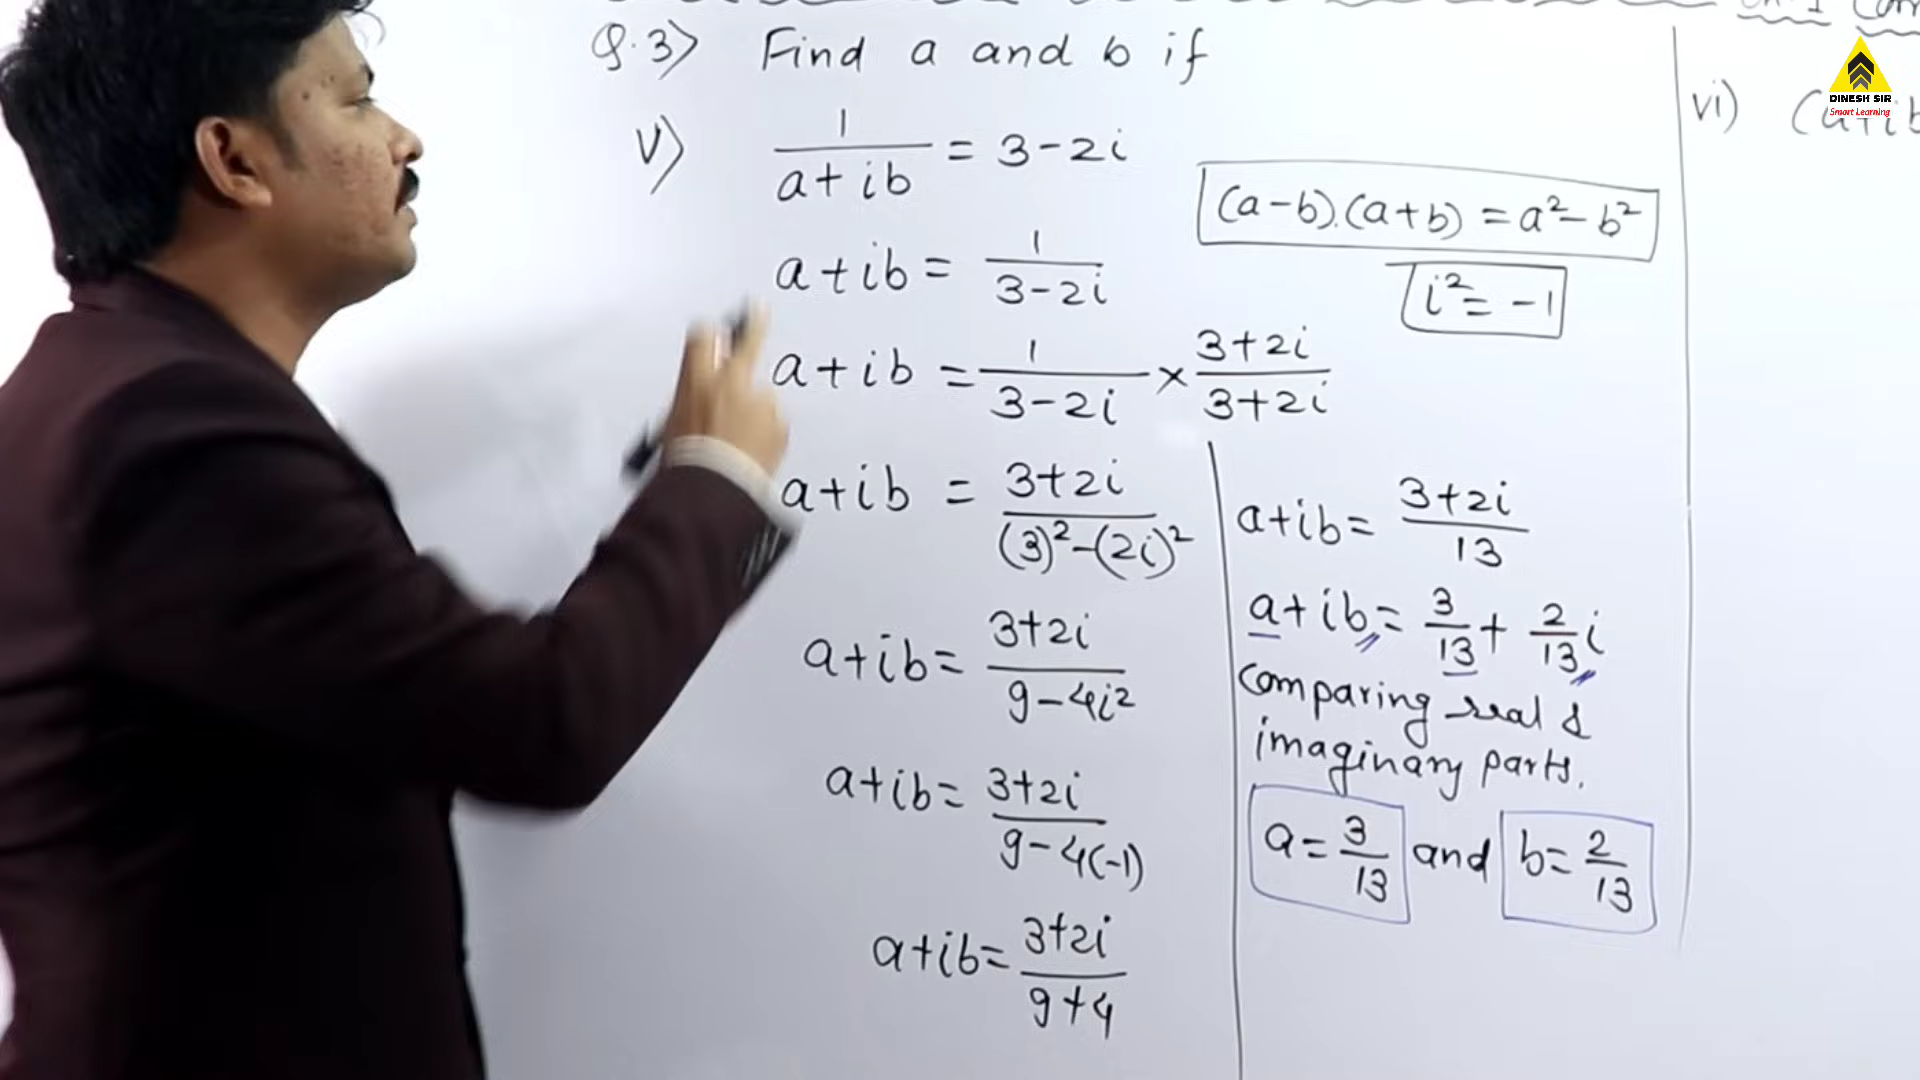 Q.3) Find a and b if
v) 1/(a+ib) = 3-2i
a+ib = 1/(3-2i)
a+ib = 1/(3-2i) × (3+2i)/(3+2i)
a+ib = (3+2i)/((3)²-(2i)²)
a+ib = (3+2i)/(9-4i²)
a+ib = (3+2i)/(9-4(-1))
a+ib = (3+2i)/(9+4)
(a-b).(a+b) = a²-b²
i² = -1
a+ib = (3+2i)/13
a+ib = 3/13 + 2/13 i
comparing real &
imaginary parts.
a = 3/13 and b = 2/13
vi) (a+ib
DINESH SIR
Smart Learning